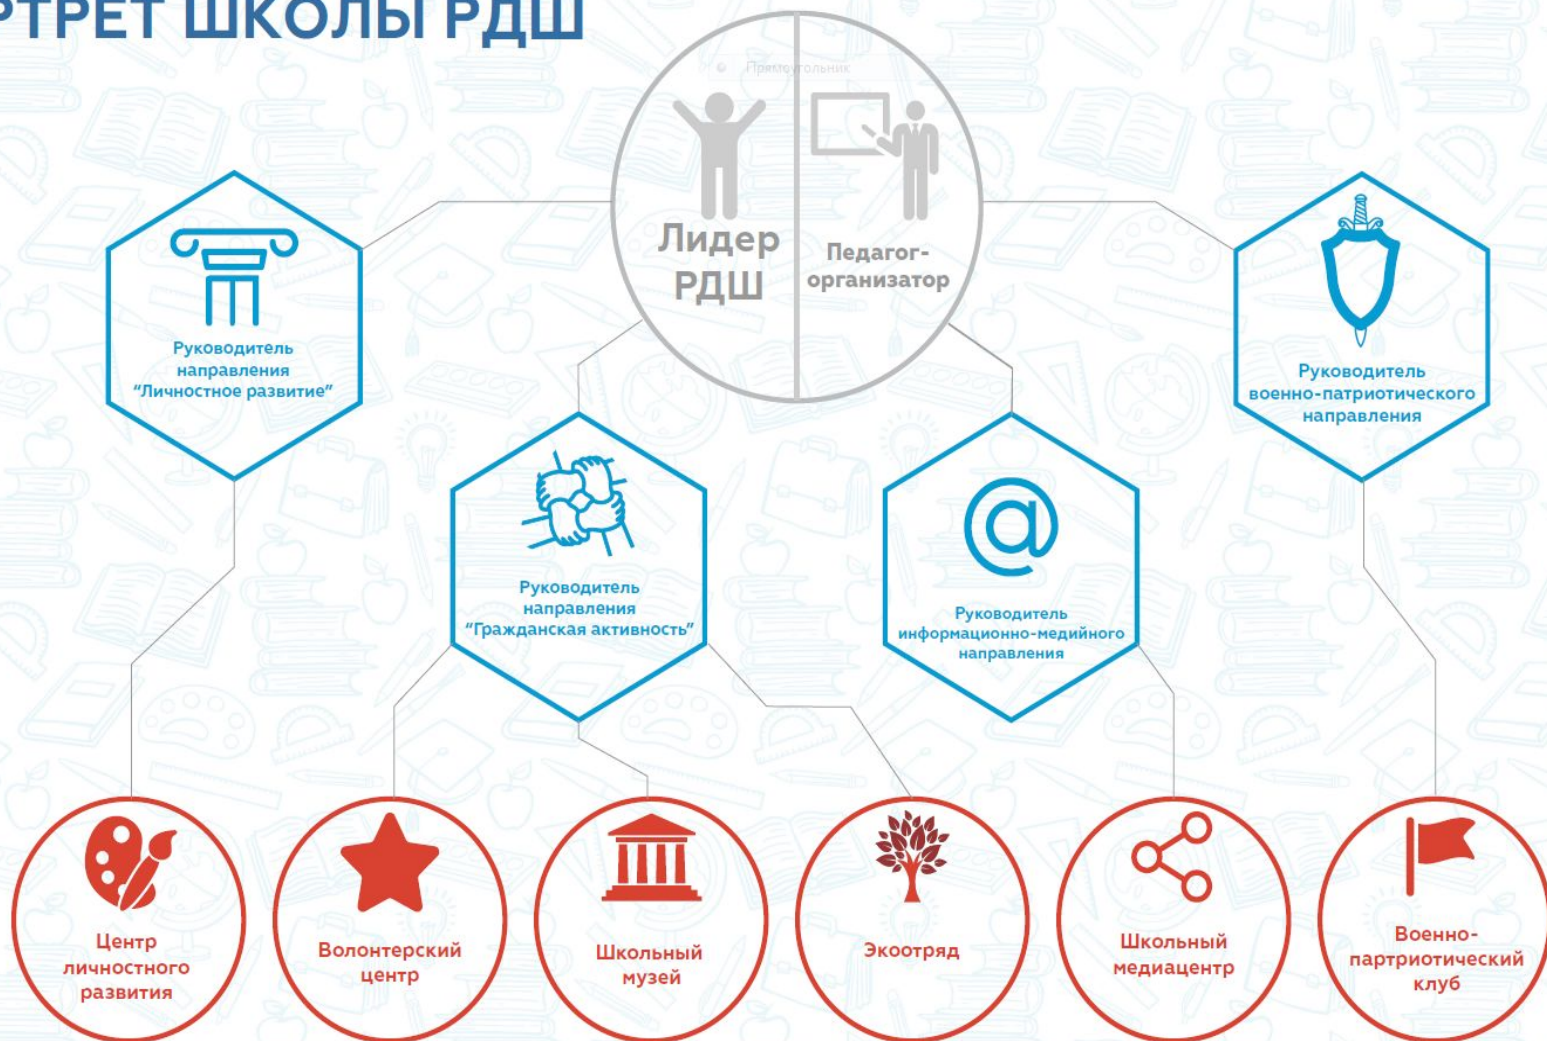 РТРЕТ ШКОЛЫ РДШ
Прямоугольник
Лидер
РДШ
Педагог-
организатор
Руководитель
направления
“Личностное развитие”
Руководитель
военно-патриотического
направления
Руководитель
направления
“Гражданская активность”
Руководитель
информационно-медийного
направления
Центр
личностного
развития
Волонтерский
центр
Школьный
музей
Экоотряд
Школьный
медиацентр
Военно-
партриотический
клуб